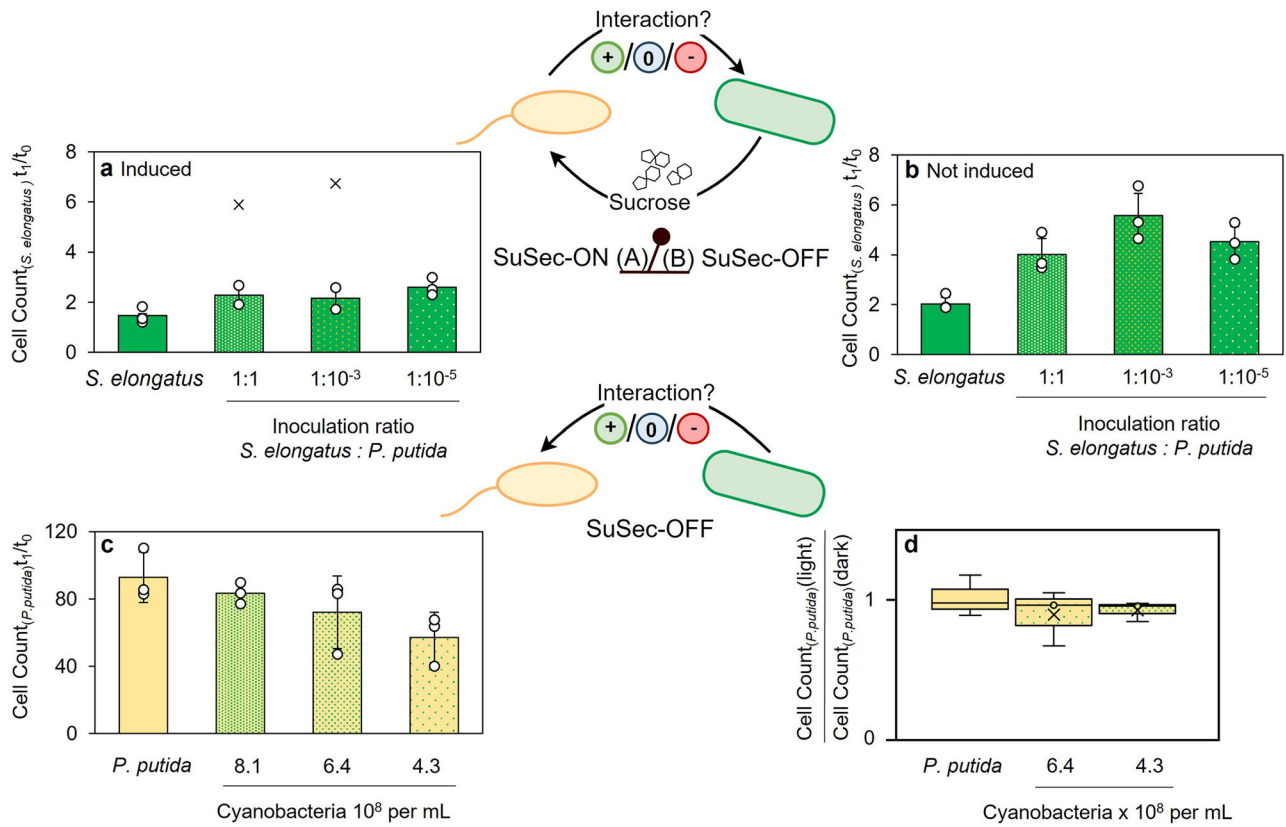 Interaction?
+/0/-
Sucrose
SuSec-ON (A) (B) SuSec-OFF
a Induced
Cell Count(S. elongatus) t1/t0
8
6
4
2
0
S. elongatus 1:1 1:10-3 1:10-5
Inoculation ratio
S. elongatus : P. putida
b Not induced
Cell Count(S. elongatus) t1/t0
8
6
4
2
0
S. elongatus 1:1 1:10-3 1:10-5
Inoculation ratio
S. elongatus : P. putida
Interaction?
+/0/-
SuSec-OFF
c
Cell Count(P.putida)t1/t0
120
80
40
0
P. putida 8.1 6.4 4.3
Cyanobacteria 10⁸ per mL
d
Cell Count(P.putida)(light)
Cell Count(P.putida)(dark)
1
0
P. putida 6.4 4.3
Cyanobacteria x 10⁸ per mL